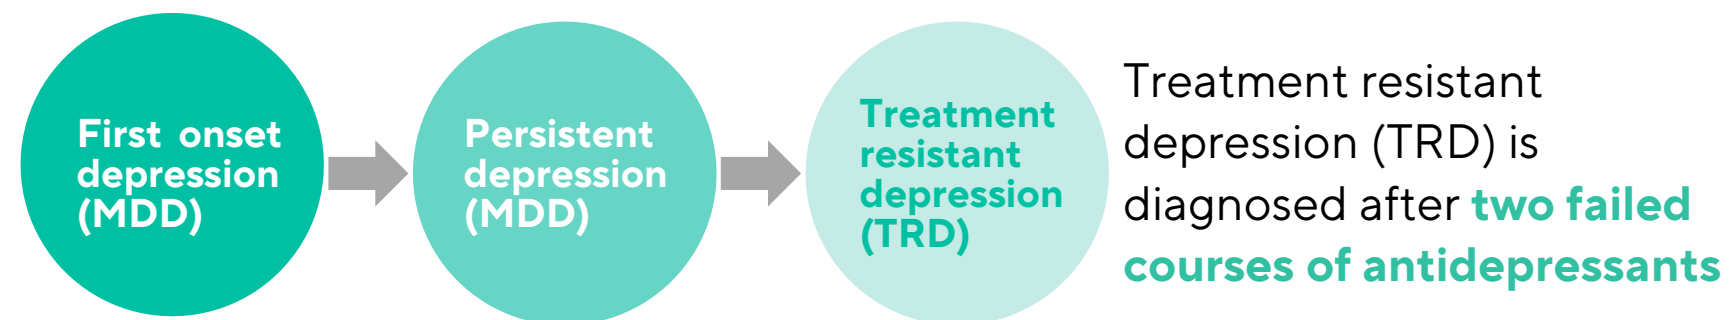 First onset
depression
(MDD)
Persistent
depression
(MDD)
Treatment
resistant
depression
(TRD)
Treatment resistant
depression (TRD) is
diagnosed after two failed
courses of antidepressants